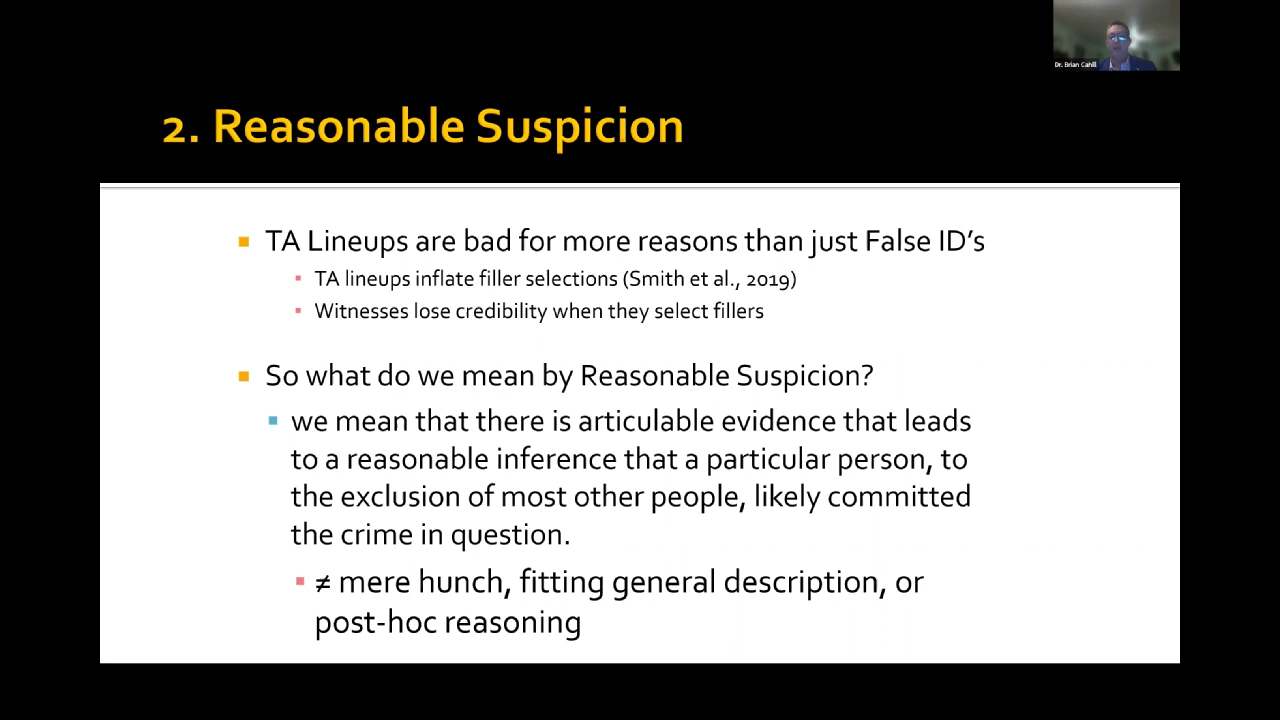 Dr. Brian Cahill
2. Reasonable Suspicion
TA Lineups are bad for more reasons than just False ID’s
TA lineups inflate filler selections (Smith et al., 2019)
Witnesses lose credibility when they select fillers
So what do we mean by Reasonable Suspicion?
we mean that there is articulable evidence that leads
to a reasonable inference that a particular person, to
the exclusion of most other people, likely committed
the crime in question.
≠ mere hunch, fitting general description, or
post-hoc reasoning